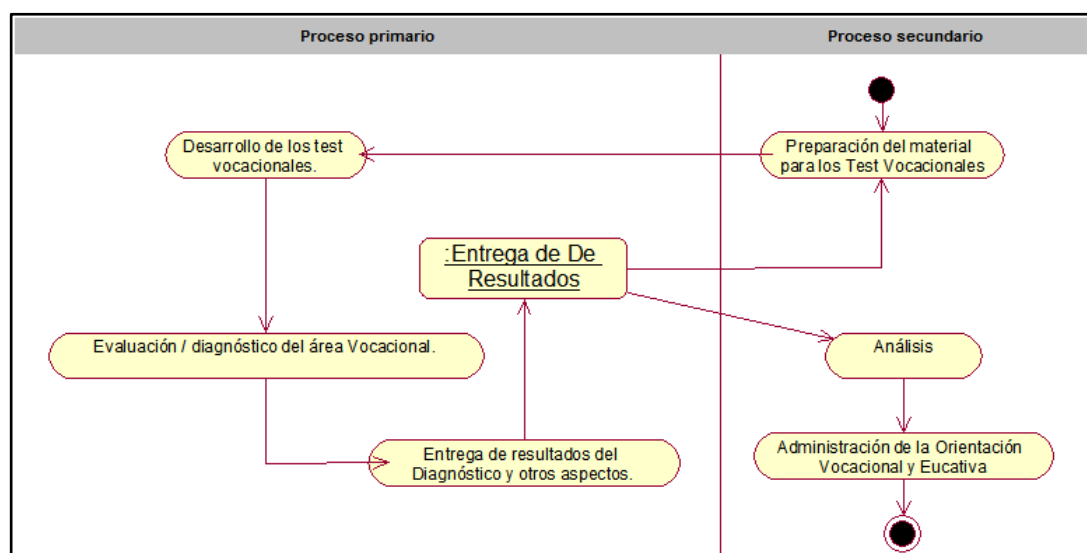 Proceso primario
Proceso secundario
Desarrollo de los test
vocacionales.
Preparación del material
para los Test Vocacionales
:Entrega de De
Resultados
Evaluación / diagnóstico del área Vocacional.
Análisis
Entrega de resultados del
Diagnóstico y otros aspectos.
Administración de la Orientación
Vocacional y Eucativa